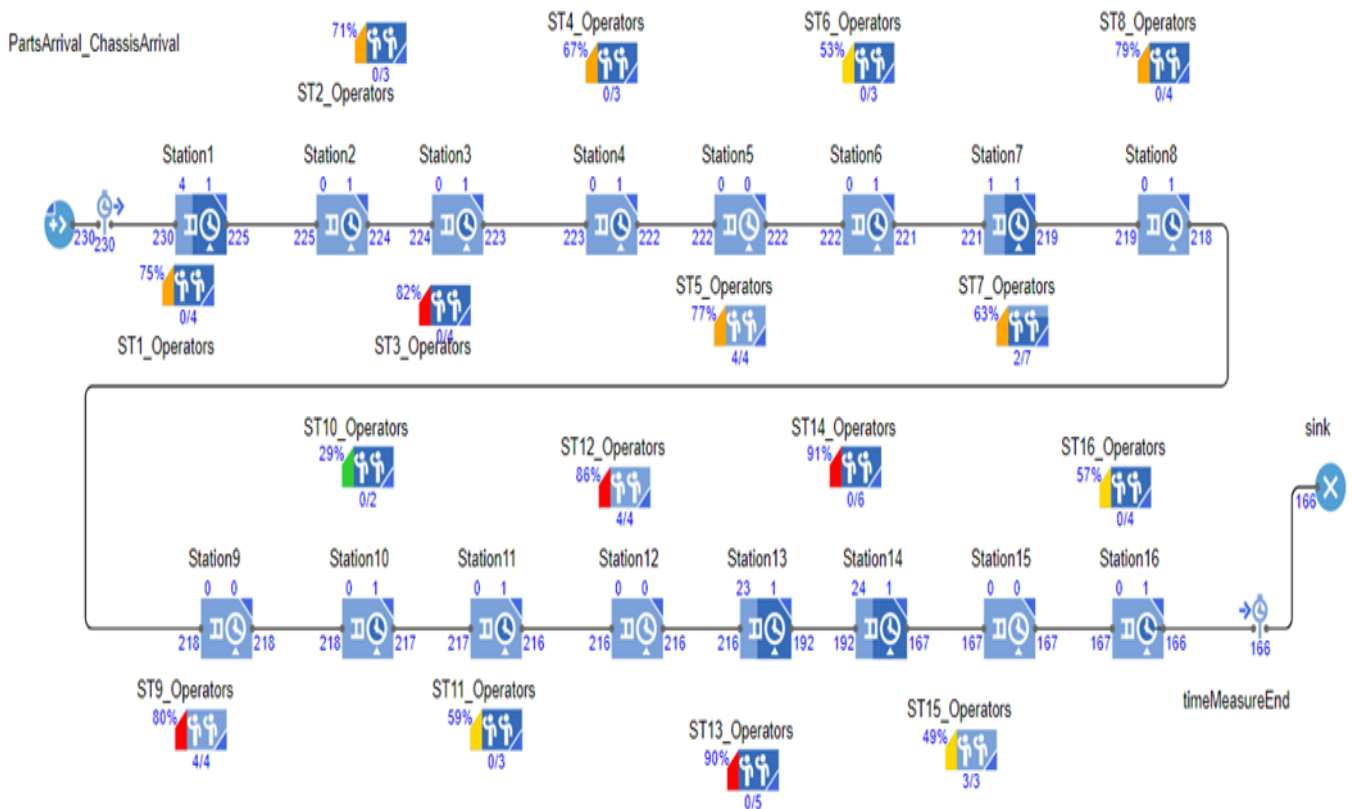 PartsArrival_ChassisArrival
71%
0/3
ST2_Operators
ST4_Operators
67%
0/3
ST6_Operators
53%
0/3
ST8_Operators
79%
0/4
Station1
4 1
230 225
Station2
0 1
225 224
Station3
0 1
224 223
Station4
0 1
223 222
Station5
0 0
222 222
Station6
0 1
222 221
Station7
1 1
221 219
Station8
0 1
219 218
230
230
75%
0/4
ST1_Operators
82%
0/4
ST3_Operators
ST5_Operators
77%
4/4
ST7_Operators
63%
2/7
ST10_Operators
29%
0/2
ST12_Operators
86%
4/4
ST14_Operators
91%
0/6
ST16_Operators
57%
0/4
sink
166
Station9
0 0
218 218
Station10
0 1
218 217
Station11
0 1
217 216
Station12
0 0
216 216
Station13
23 1
216 192
Station14
24 1
192 167
Station15
0 0
167 167
Station16
0 1
167 166
166
timeMeasureEnd
ST9_Operators
80%
4/4
ST11_Operators
59%
0/3
ST13_Operators
90%
0/5
ST15_Operators
49%
3/3